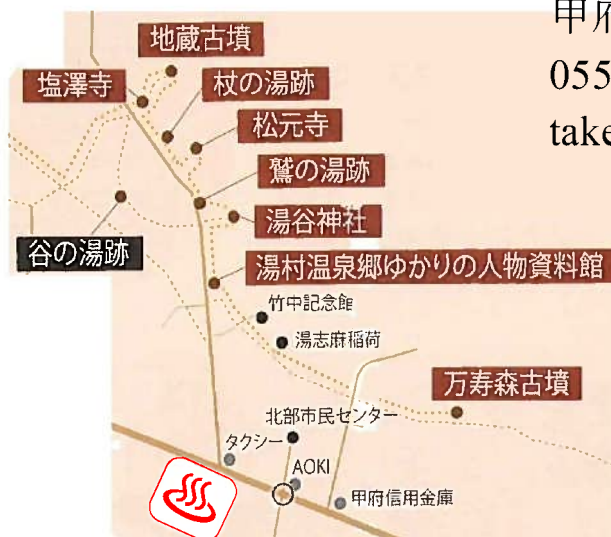 甲府
055
take
地蔵古墳
塩澤寺
杖の湯跡
松元寺
鷲の湯跡
湯谷神社
谷の湯跡
湯村温泉郷ゆかりの人物資料館
竹中記念館
湯志麻稲荷
万寿森古墳
北部市民センター
タクシー
AOKI
甲府信用金庫